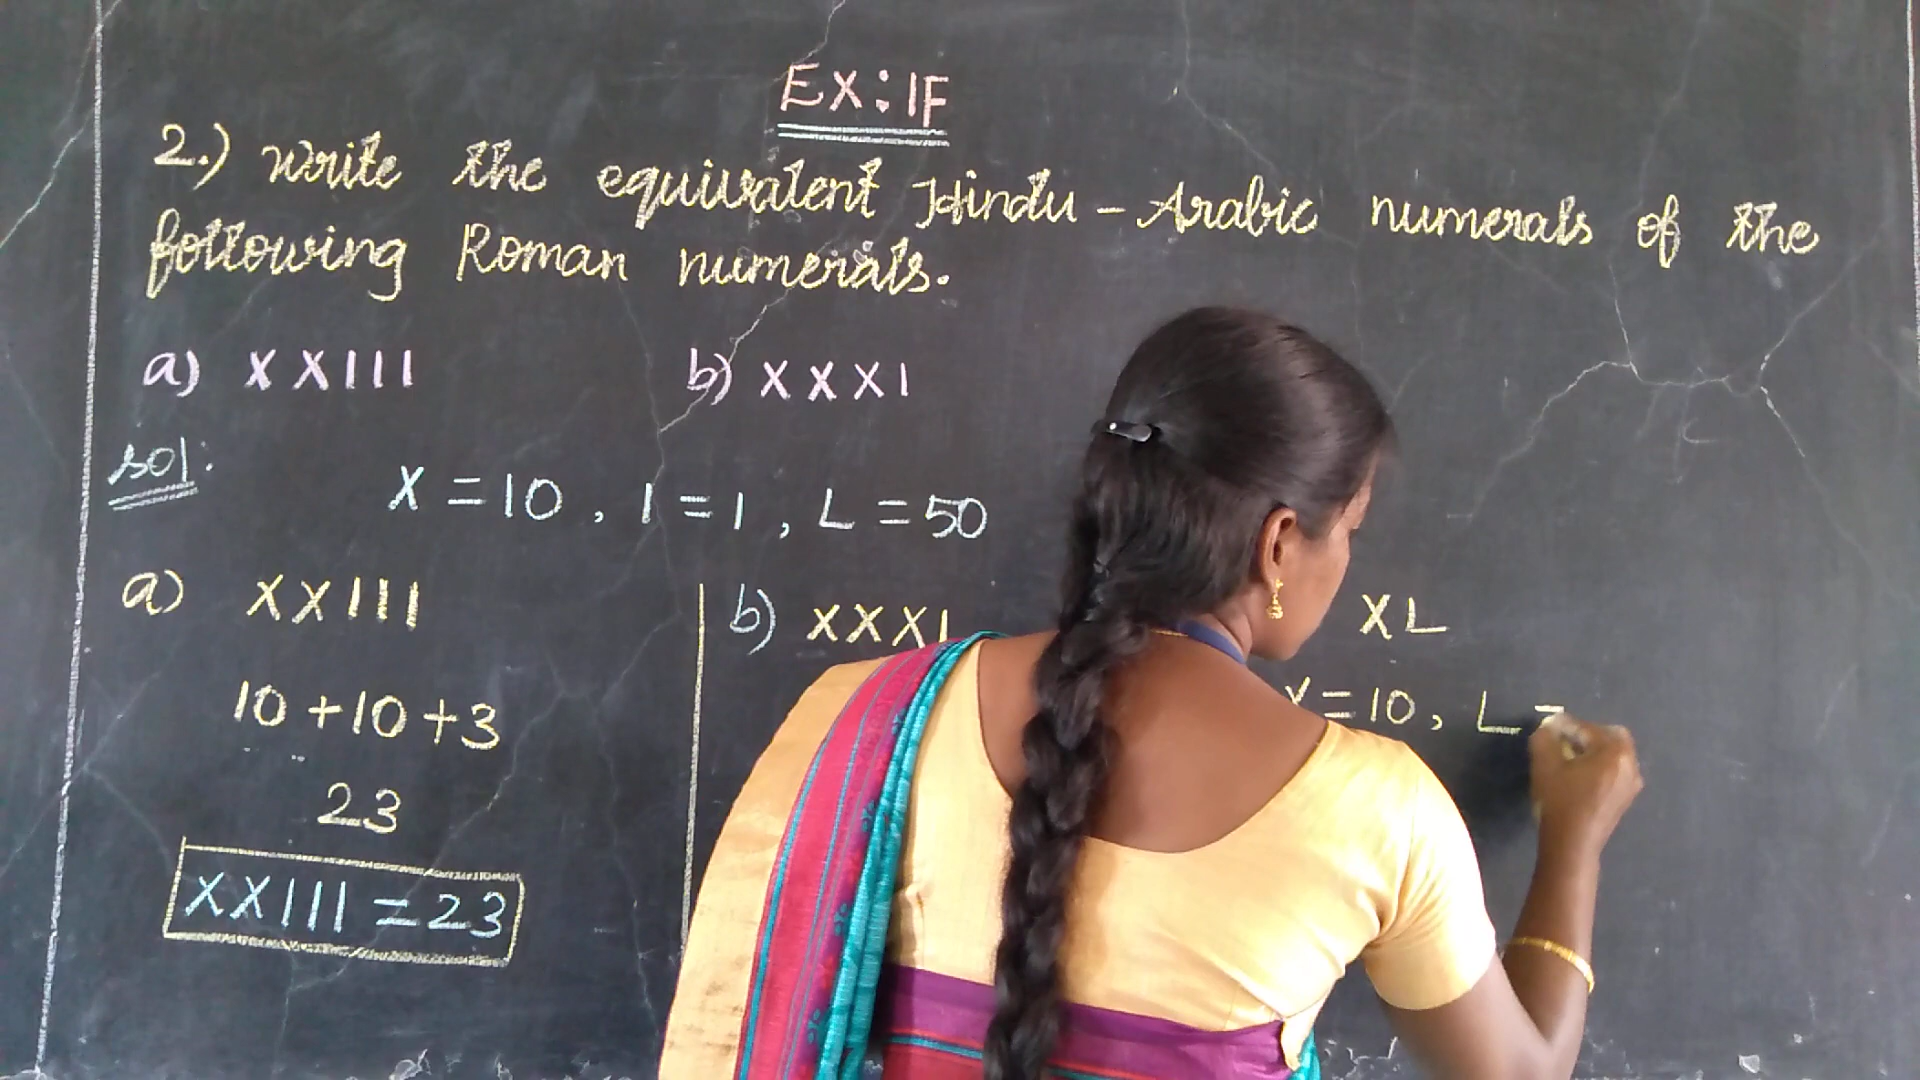 EX: 1F
2.) Write the equivalent Hindu - Arabic numerals of the
following Roman numerals.
a) XXIII b) XXXI
sol:
X = 10, I = 1, L = 50
a) XXIII
10 + 10 + 3
23
XXIII = 23
b) XXXI
XL
X = 10, L =